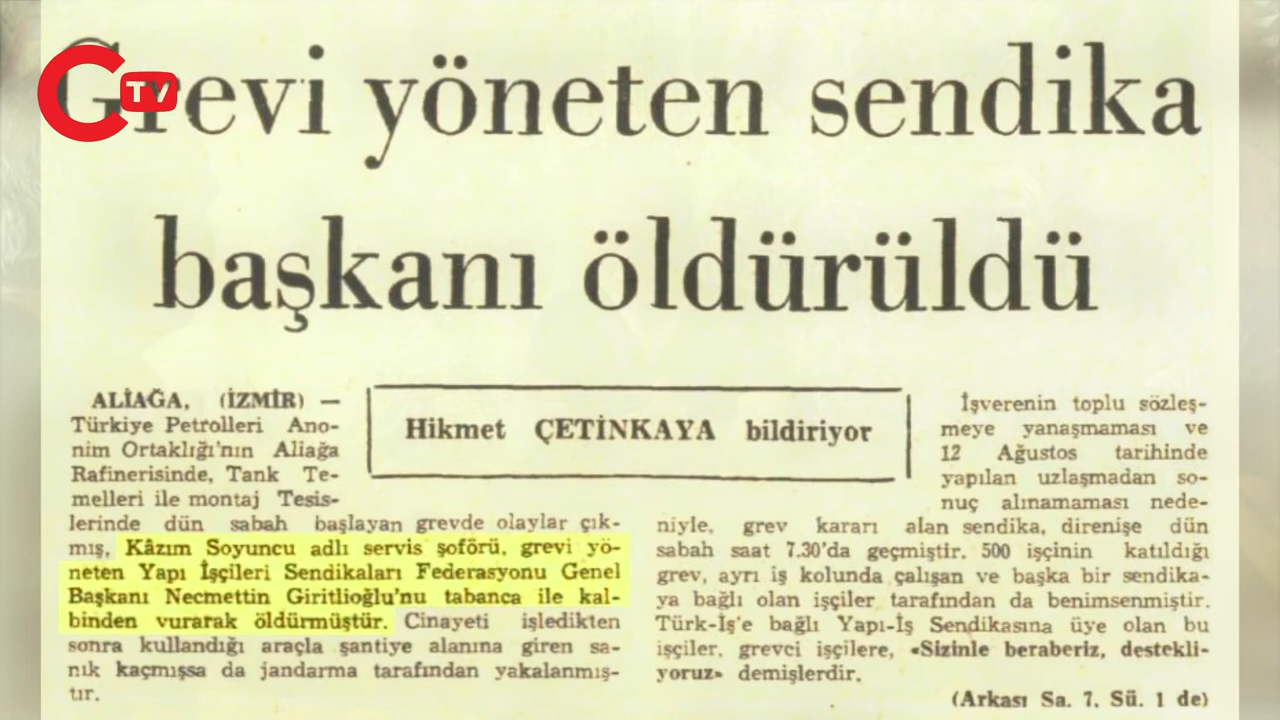 C TV
Grevi yöneten sendika
başkanı öldürüldü
Hikmet ÇETİNKAYA bildiriyor
ALİAĞA, (İZMİR) —
Türkiye Petrolleri Ano-
nim Ortaklığı'nın Aliağa
Rafinerisinde, Tank Te-
melleri ile montaj Tesis-
lerinde dün sabah başlayan grevde olaylar çık-
mış, Kâzım Soyuncu adlı servis şoförü, grevi yö-
neten Yapı İşçileri Sendikaları Federasyonu Genel
Başkanı Necmettin Giritlioğlu'nu tabanca ile kal-
binden vurarak öldürmüştür. Cinayeti işledikten
sonra kullandığı araçla şantiye alanına giren sa-
nık kaçmışsa da jandarma tarafından yakalanmış-
tır.
İşverenin toplu sözleş-
meye yanaşmaması ve
12 Ağustos tarihinde
yapılan uzlaşmadan so-
nuç alınamaması nede-
niyle, grev kararı alan sendika, direnişe dün
sabah saat 7.30'da geçmiştir. 500 işçinin katıldığı
grev, ayrı iş kolunda çalışan ve başka bir sendika-
ya bağlı olan işçiler tarafından da benimsenmiştir.
Türk-İş'e bağlı Yapı-İş Sendikasına üye olan bu
işçiler, grevci işçilere, «Sizinle beraberiz, destekli-
yoruz» demişlerdir.
(Arkası Sa. 7, Sü. 1 de)